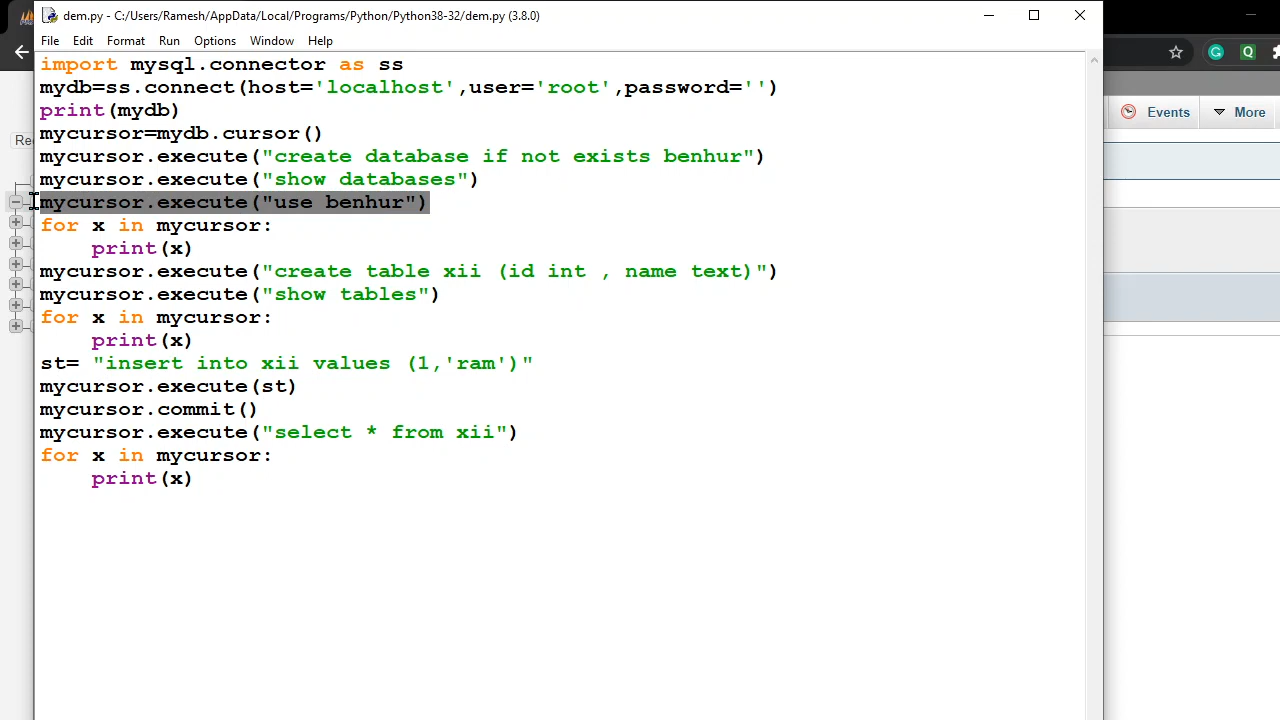 dem.py - C:/Users/Ramesh/AppData/Local/Programs/Python/Python38-32/dem.py (3.8.0)
File Edit Format Run Options Window Help
import mysql.connector as ss
mydb=ss.connect(host='localhost',user='root',password='')
print(mydb)
mycursor=mydb.cursor()
mycursor.execute("create database if not exists benhur")
mycursor.execute("show databases")
mycursor.execute("use benhur")
for x in mycursor:
    print(x)
mycursor.execute("create table xii (id int , name text)")
mycursor.execute("show tables")
for x in mycursor:
    print(x)
st= "insert into xii values (1,'ram')"
mycursor.execute(st)
mycursor.commit()
mycursor.execute("select * from xii")
for x in mycursor:
    print(x)
Events More